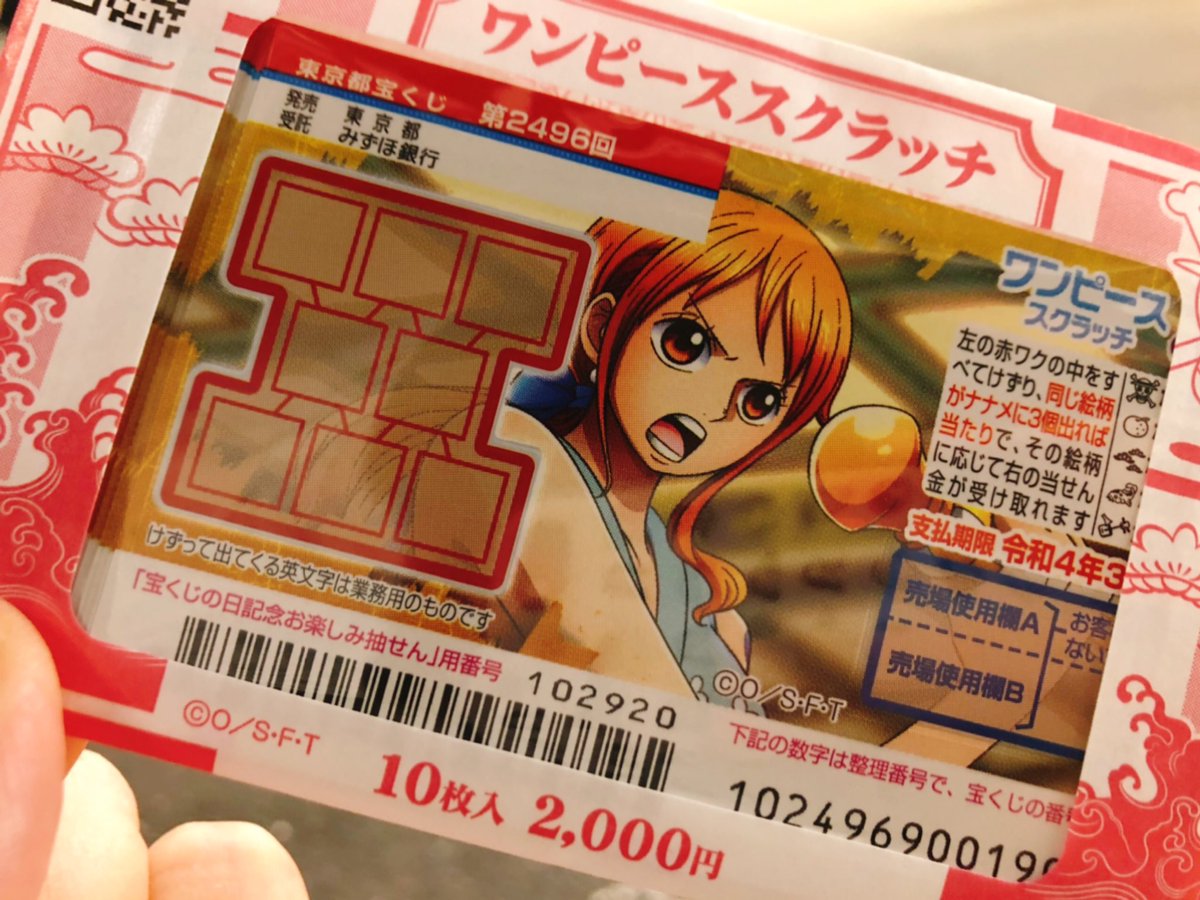 ワンピーススクラッチ
東京都宝くじ 第2496回
発売 東京都
受託 みずほ銀行
ワンピース
スクラッチ
左の赤ワクの中をす
べてけずり、同じ絵柄
がナナメに3個出れば
当たりで、その絵柄
に応じて右の当せん
金が受け取れます
支払期限 令和4年3
売場使用欄A
売場使用欄B
お客
ない
けずって出てくる英文字は業務用のものです
「宝くじの日記念お楽しみ抽せん」用番号
102920
©O/S・F・T
下記の数字は整理番号で、宝くじの番
102496900190
©O/S・F・T
10枚入 2,000円